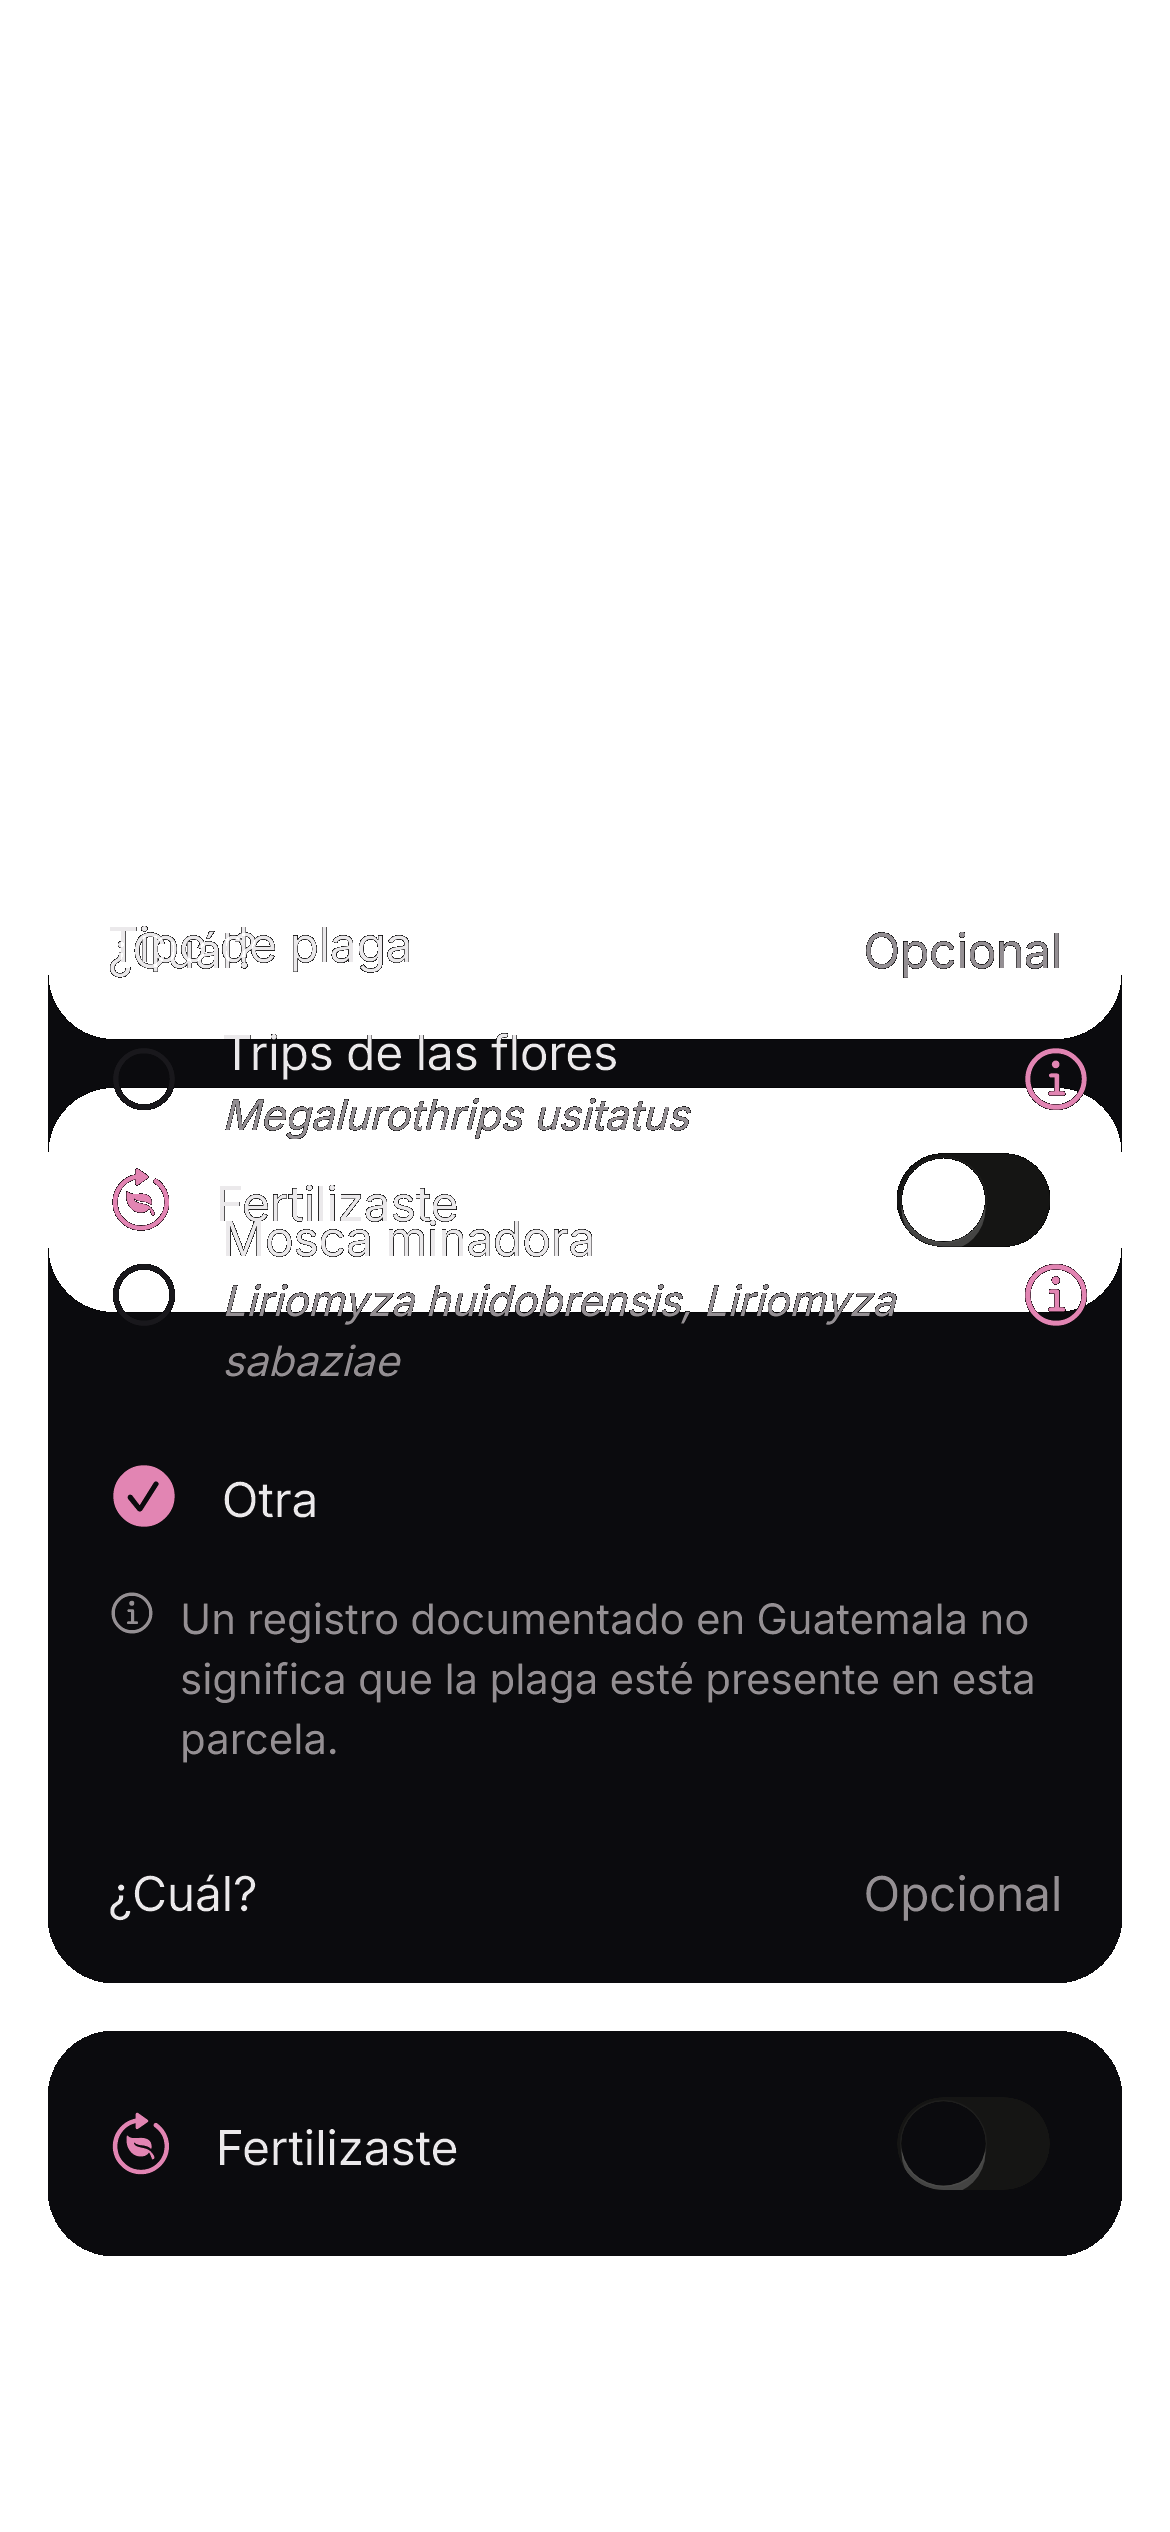 Tipo de plaga
¿Cuál?
Opcional
Trips de las flores
Megalurothrips usitatus
Fertilizaste
Mosca minadora
Liriomyza huidobrensis, Liriomyza
sabaziae
Otra
Un registro documentado en Guatemala no
significa que la plaga esté presente en esta
parcela.
¿Cuál? Opcional
Fertilizaste